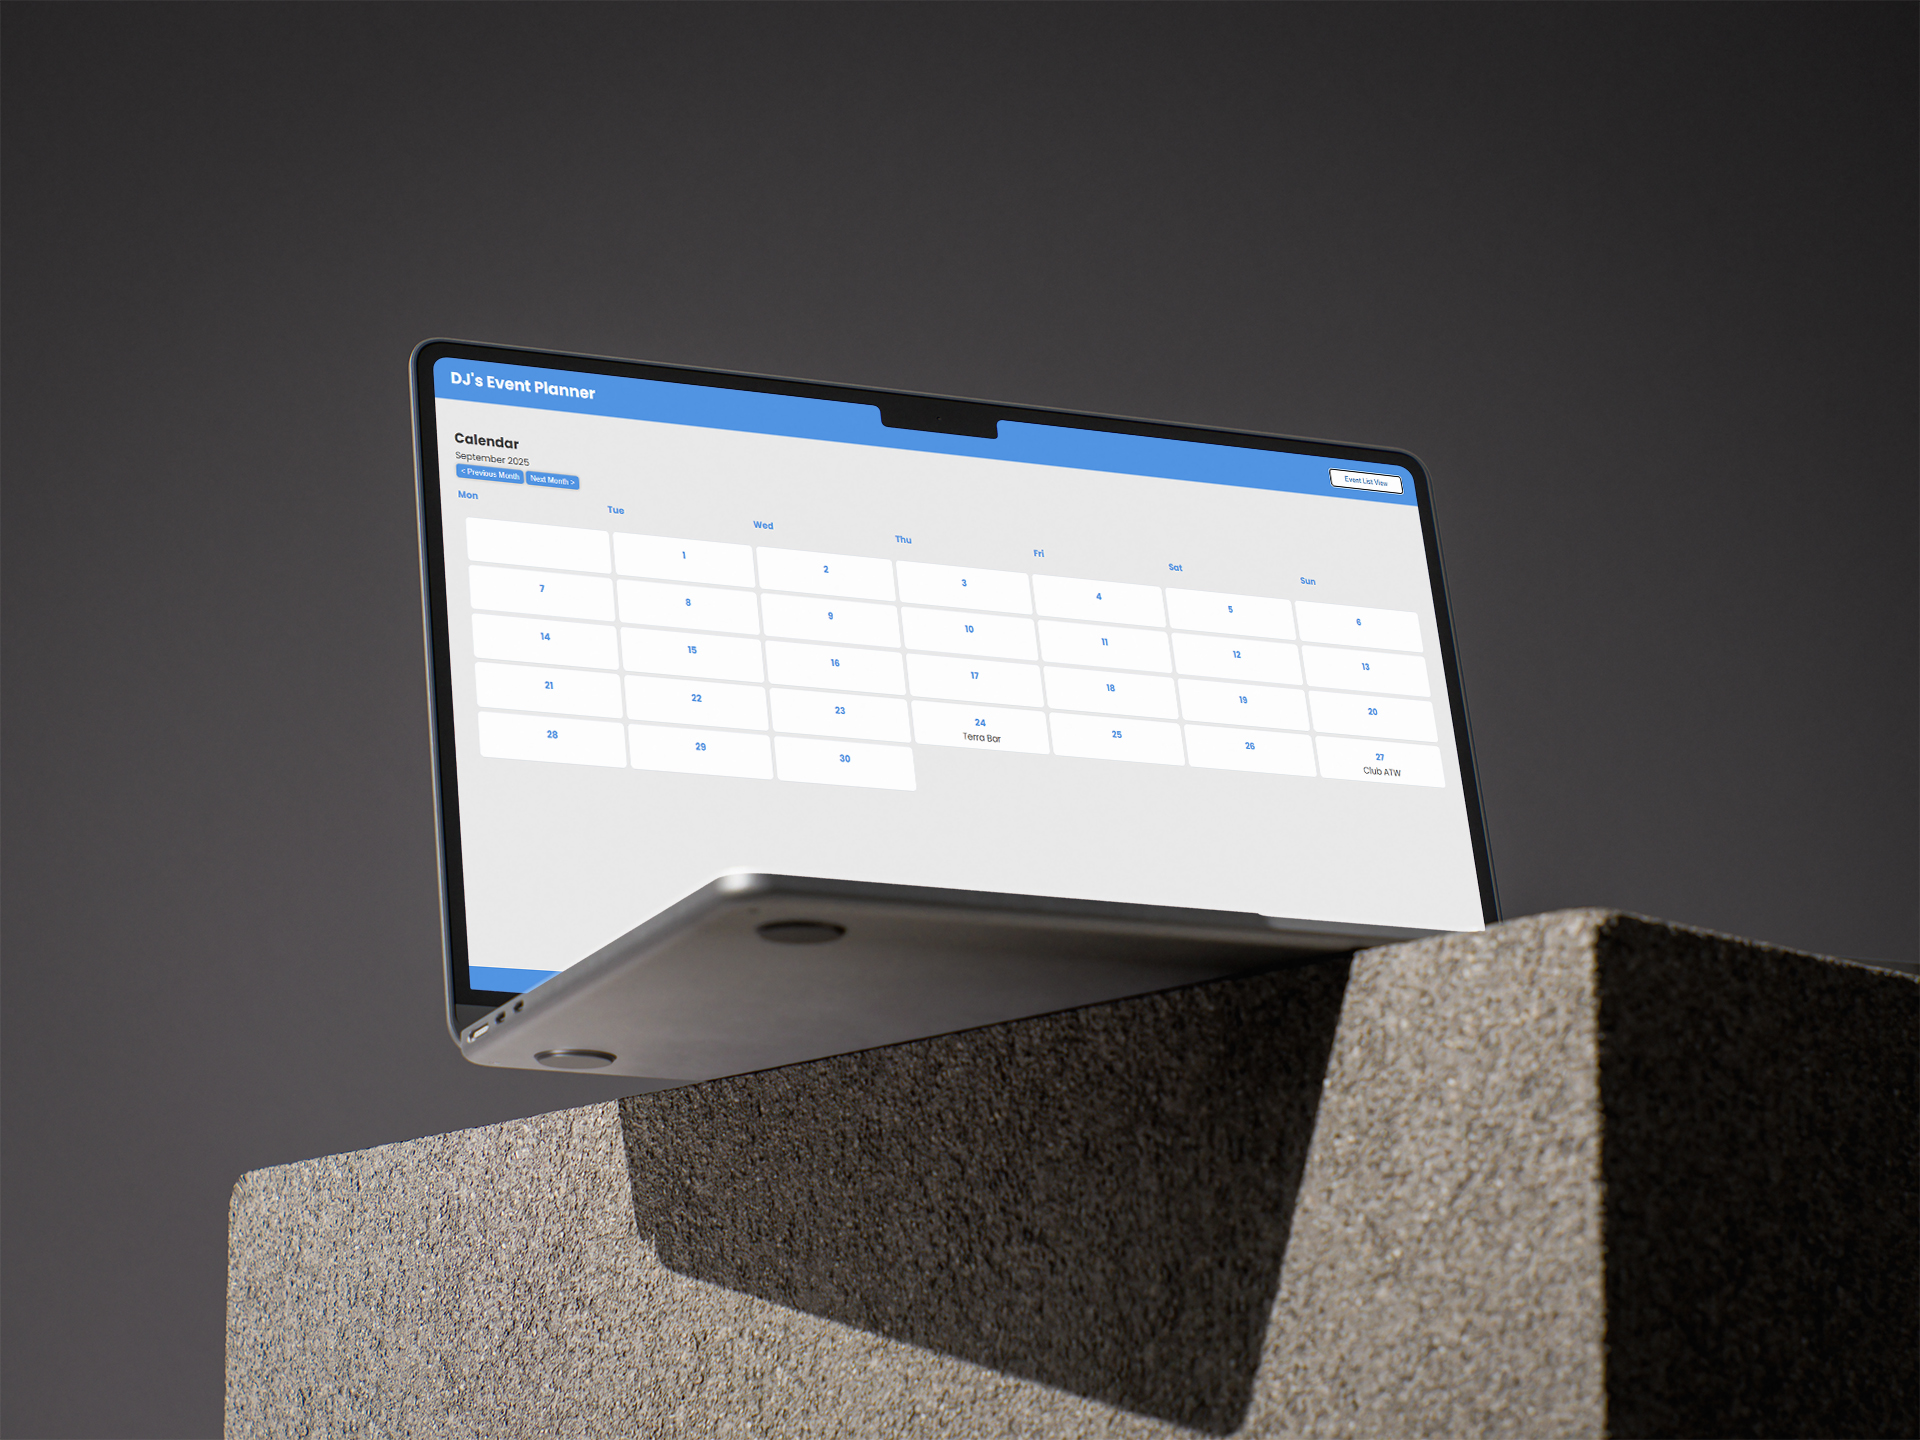 DJ's Event Planner
Event List View
Calendar
September 2025
< Previous Month Next Month >
Mon Tue Wed Thu Fri Sat Sun
1 2 3 4 5 6
7 8 9 10 11 12 13
14 15 16 17 18 19 20
21 22 23 24 25 26 27
Terra Bar Club ATW
28 29 30